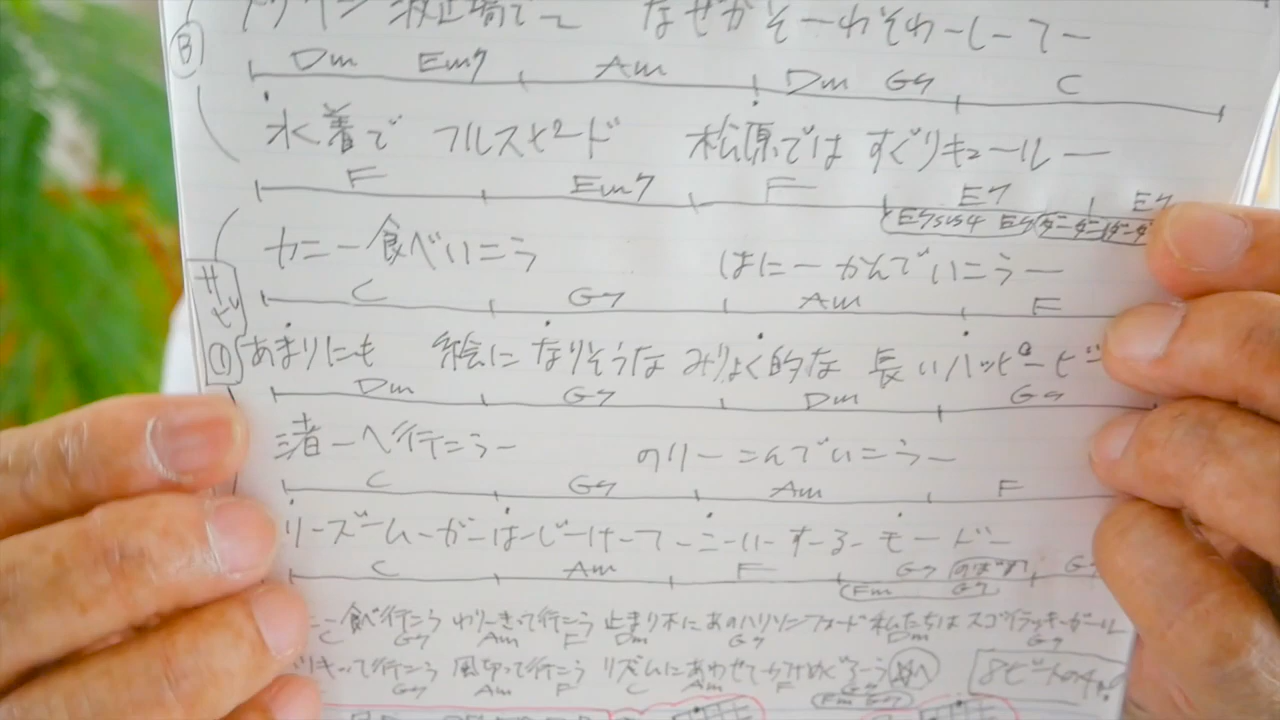 なぜかそーわそわーしーてー
B
Dm Em7 Am Dm G7 C
水着で フルスピード 松原では すぐリキュールー
F Em7 F E7 E7
E7sus4 E7
カニー食べいこう はにーかんでいこうー
サビ
C G7 Am F
① あまりにも 絵になりそうな みりょく的な 長いハッピービー
Dm G7 Dm G7
渚ーへ行こうー のりーこんでいこうー
C G7 Am F
リーズームーがーはーじーけーてーこーいーすーるーモードー
C Am F G7 のばす G
Fm G7
食べ行こう わりーきって行こう 止まり木に あのハリソンフォード 私たちは スゴイラッキーガール
C G7 Am F Dm G7 Dm G7
キって行こう 風切って行こう リズムにあわせて
G7 Am F C Am F
Fm G7
8ビート